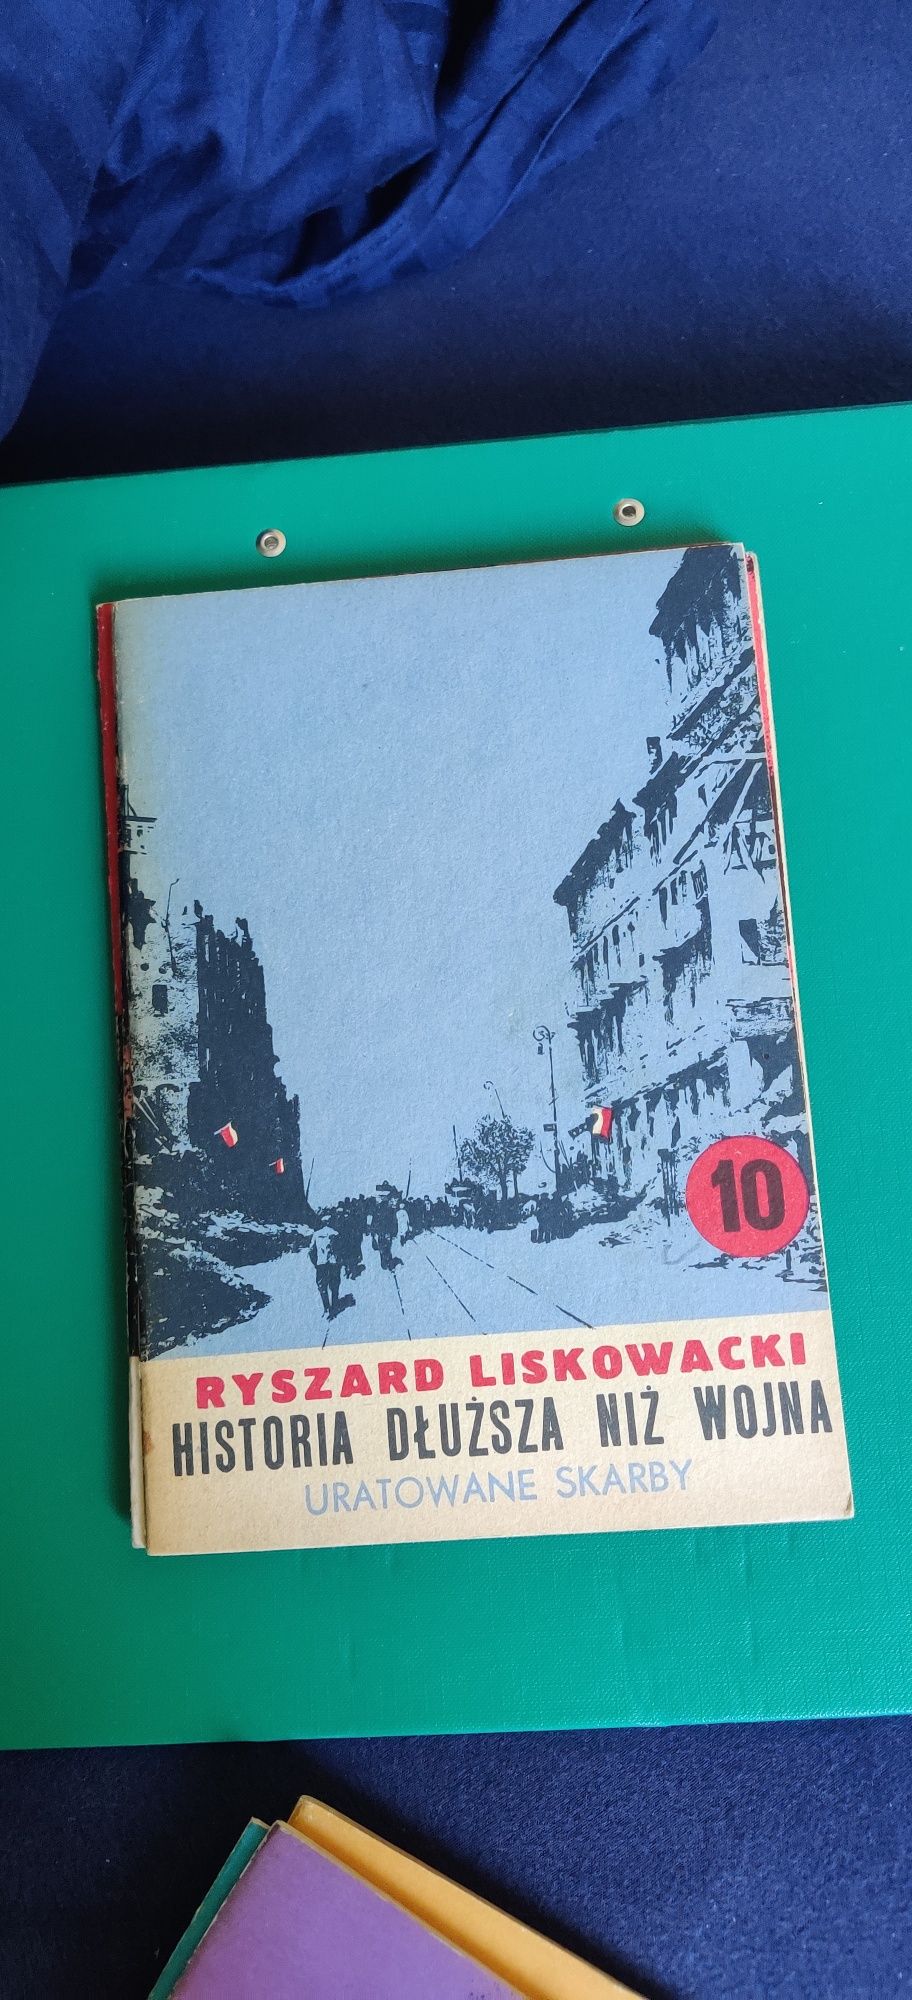 10
RYSZARD LISKOWACKI
HISTORIA DŁUŻSZA NIŻ WOJNA
URATOWANE SKARBY